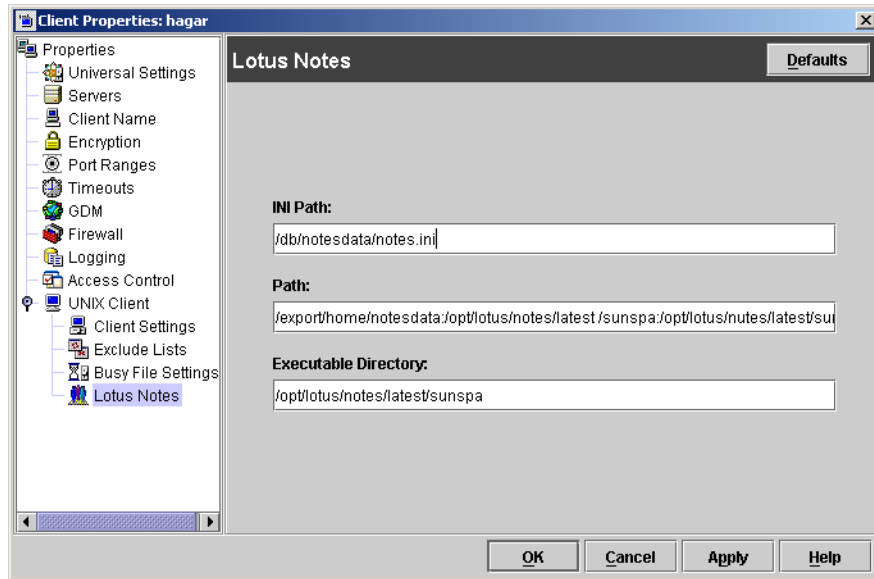 Client Properties: hagar
Properties
Universal Settings
Servers
Client Name
Encryption
Port Ranges
Timeouts
GDM
Firewall
Logging
Access Control
UNIX Client
Client Settings
Exclude Lists
Busy File Settings
Lotus Notes
Lotus Notes
Defaults
INI Path:
/db/notesdata/notes.ini
Path:
/export/home/notesdata:/opt/lotus/notes/latest /sunspa:/opt/lotus/nutes/latest/sui
Executable Directory:
/opt/lotus/notes/latest/sunspa
OK
Cancel
Apply
Help